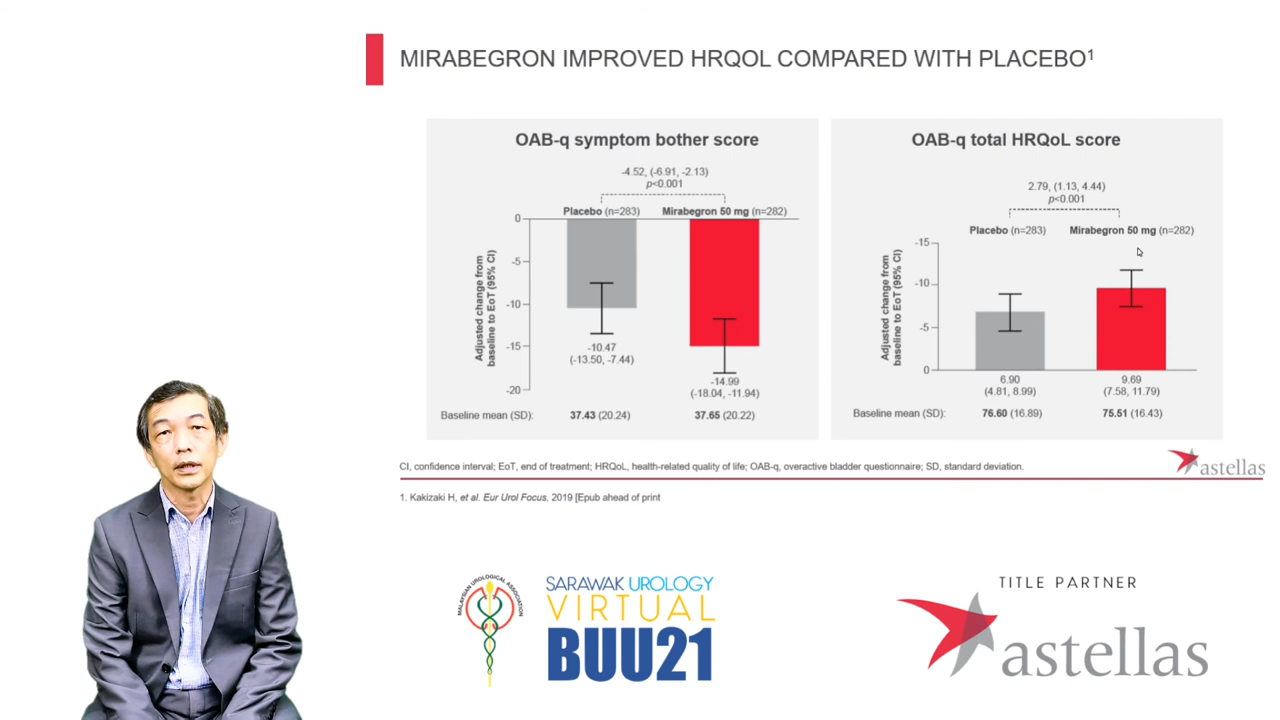 MIRABEGRON IMPROVED HRQOL COMPARED WITH PLACEBO¹
OAB-q symptom bother score
-4.52, (-6.91, -2.13)
p<0.001
Placebo (n=283)
Mirabegron 50 mg (n=282)
Adjusted change from
baseline to EoT (95% CI)
0
-5
-10
-15
-20
-10.47
(-13.50, -7.44)
-14.99
(-18.04, -11.94)
Baseline mean (SD):
37.43 (20.24)
37.65 (20.22)
OAB-q total HRQoL score
2.79, (1.13, 4.44)
p<0.001
Placebo (n=283)
Mirabegron 50 mg (n=282)
Adjusted change from
baseline to EoT (95% CI)
-15
-10
-5
0
6.90
(4.81, 8.99)
9.69
(7.58, 11.79)
Baseline mean (SD):
76.60 (16.89)
75.51 (16.43)
CI, confidence interval; EoT, end of treatment; HRQoL, health-related quality of life; OAB-q, overactive bladder questionnaire; SD, standard deviation.
astellas
1. Kakizaki H, et al. Eur Urol Focus. 2019 [Epub ahead of print
MALAYSIAN UROLOGICAL ASSOCIATION
SARAWAK UROLOGY
VIRTUAL
BUU21
TITLE PARTNER
astellas